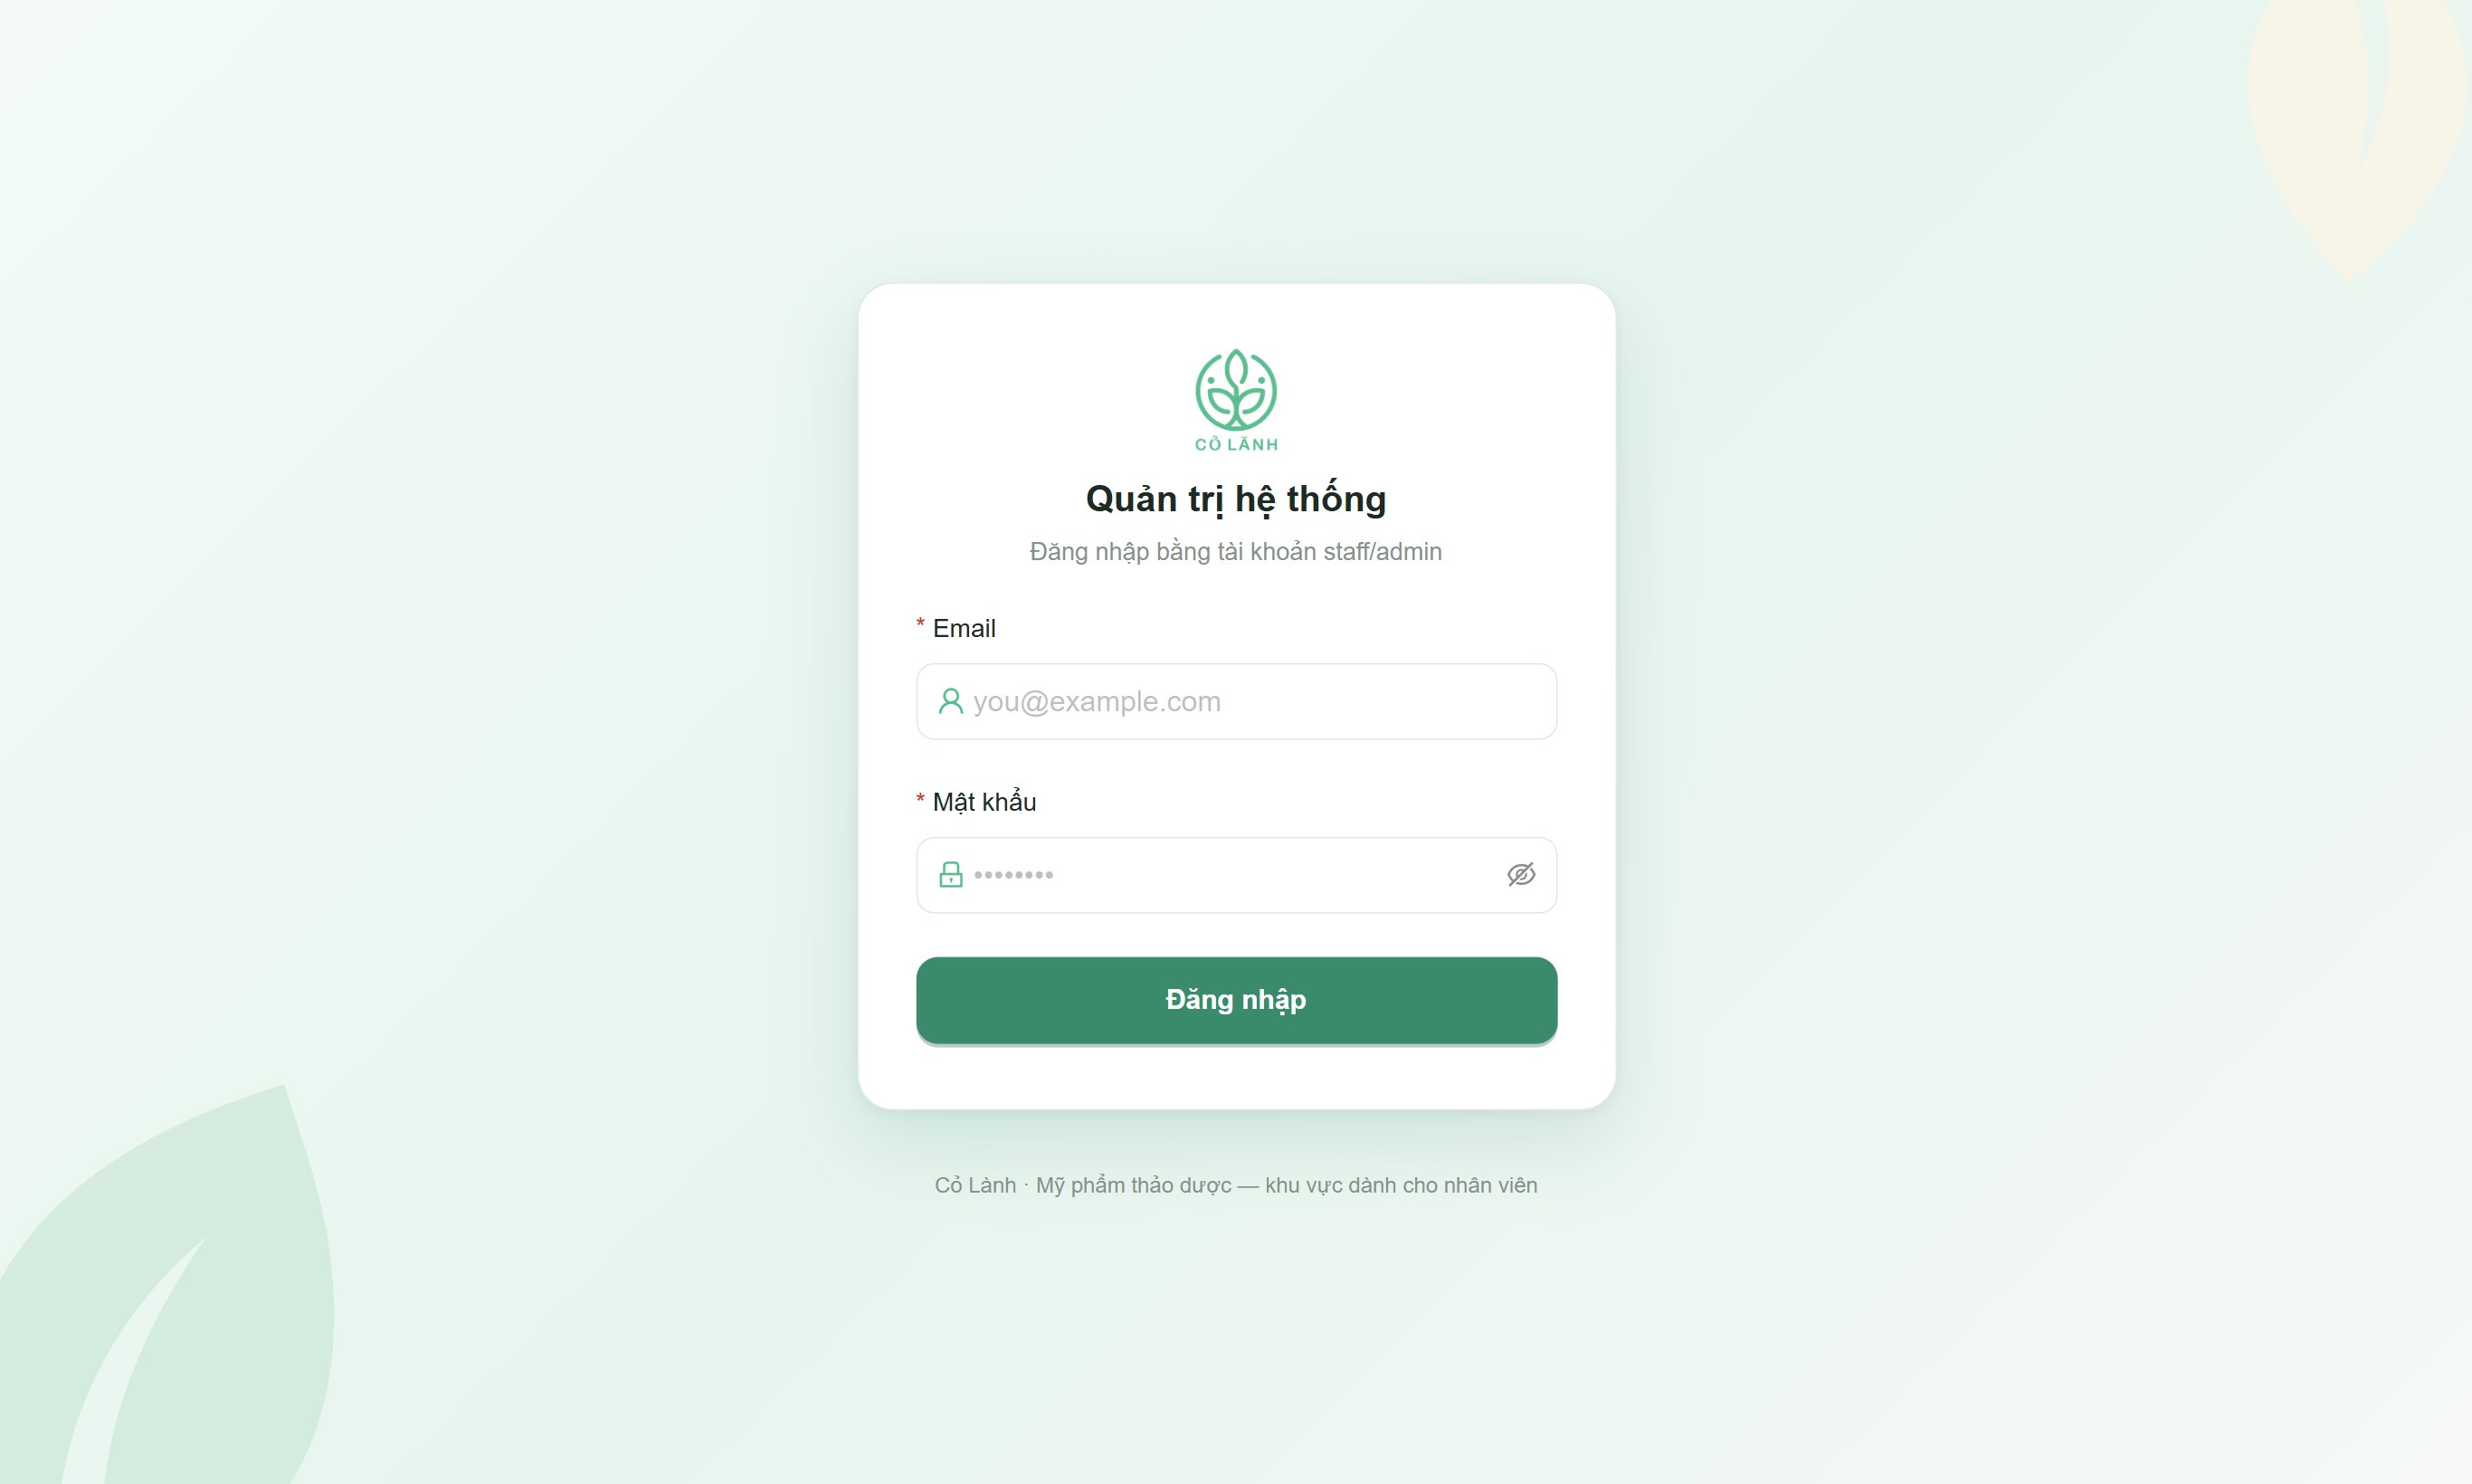 CỎ LÀNH
Quản trị hệ thống
Đăng nhập bằng tài khoản staff/admin
* Email
you@example.com
* Mật khẩu
••••••••
Đăng nhập
Cỏ Lành · Mỹ phẩm thảo dược — khu vực dành cho nhân viên